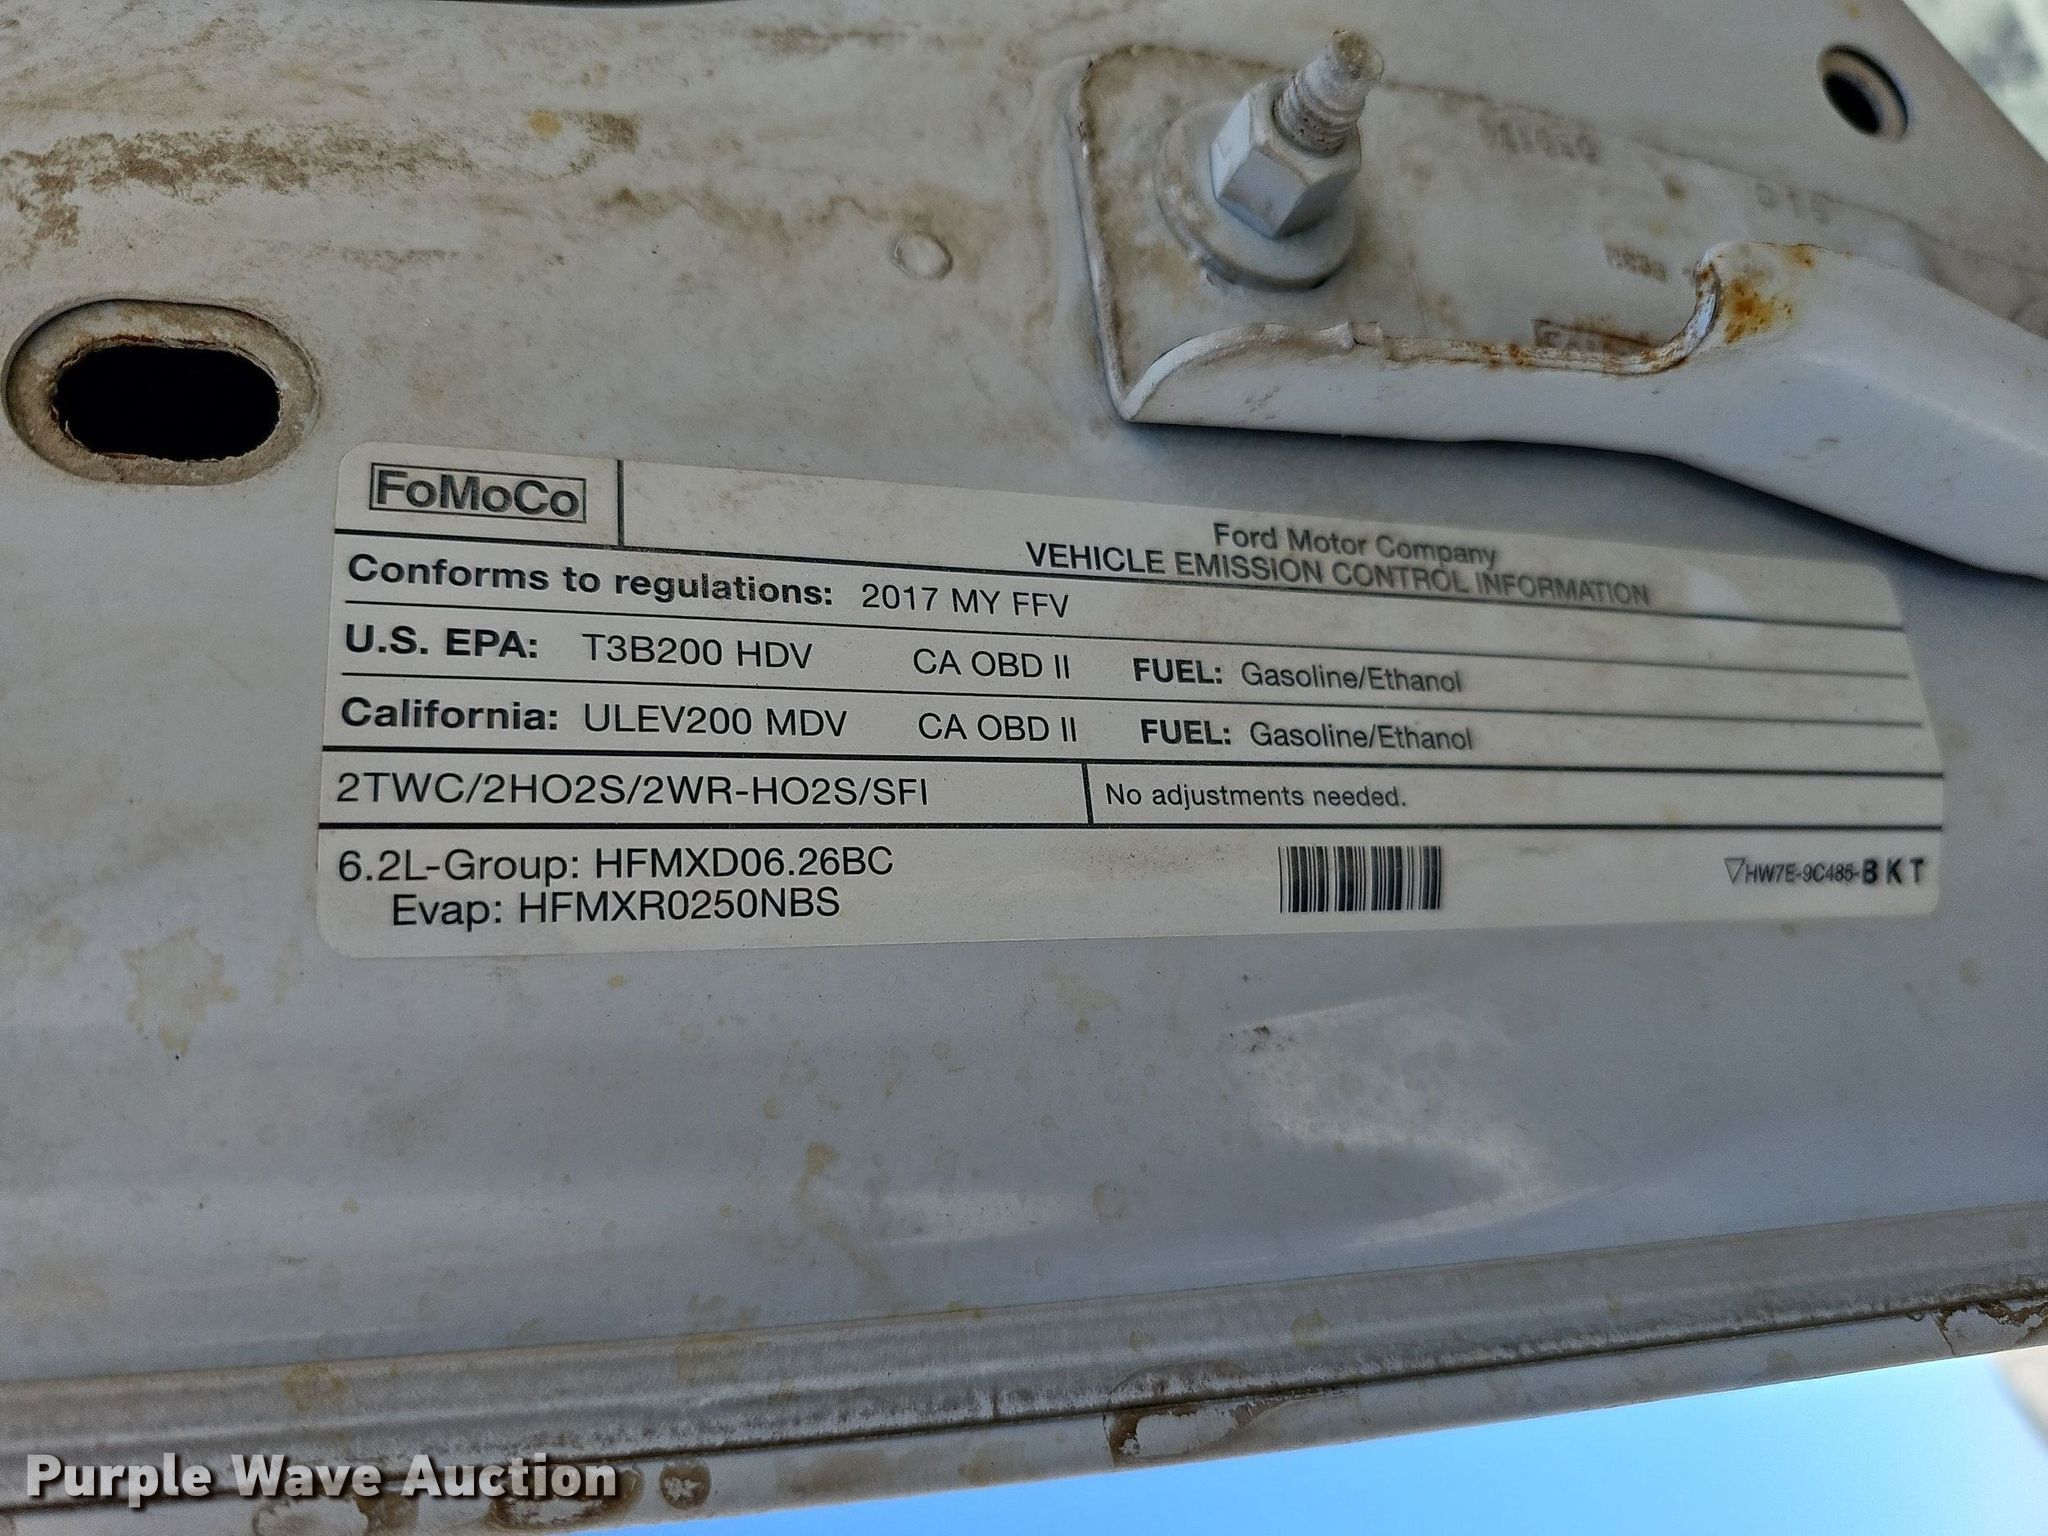 FoMoCo
Ford Motor Company
VEHICLE EMISSION CONTROL INFORMATION
Conforms to regulations: 2017 MY FFV
U.S. EPA: T3B200 HDV CA OBD II FUEL: Gasoline/Ethanol
California: ULEV200 MDV CA OBD II FUEL: Gasoline/Ethanol
2TWC/2HO2S/2WR-HO2S/SFI No adjustments needed.
6.2L-Group: HFMXD06.26BC
Evap: HFMXR0250NBS
HW7E-9C485-BKT
Purple Wave Auction